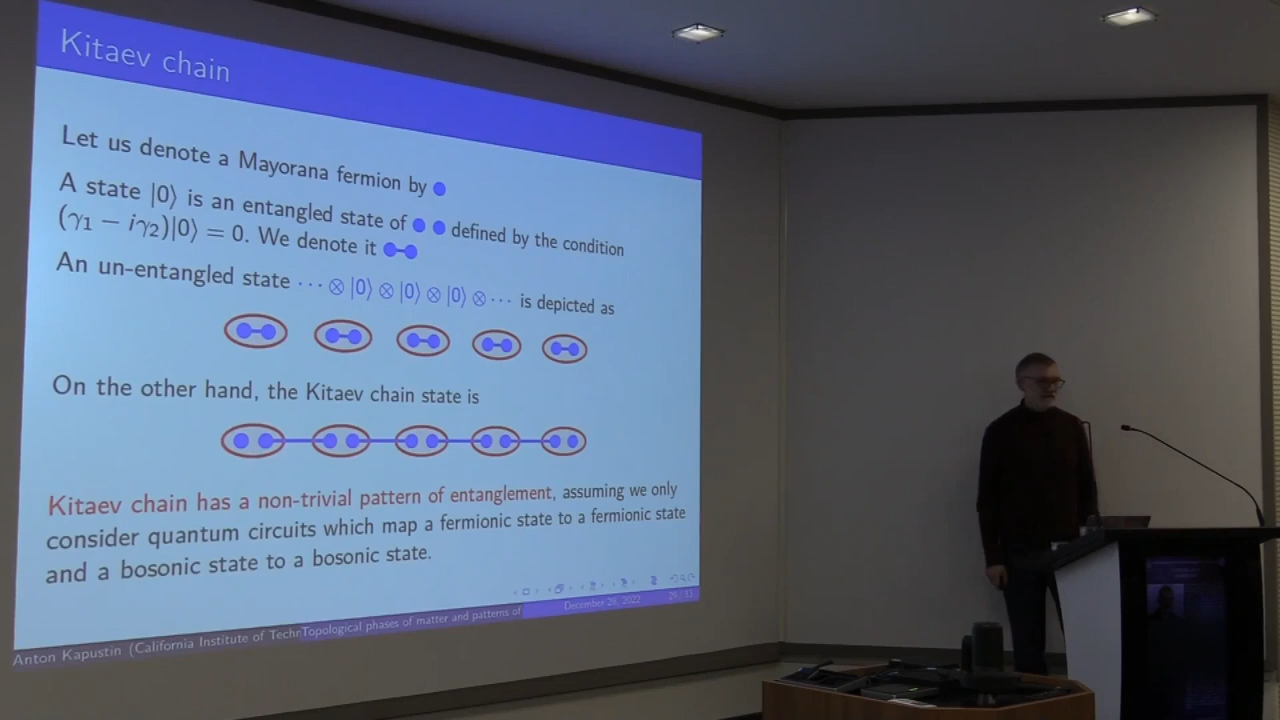 Kitaev chain
Let us denote a Mayorana fermion by
A state |0⟩ is an entangled state of defined by the condition
(γ₁ − iγ₂)|0⟩ = 0. We denote it
An un-entangled state ··· ⊗ |0⟩ ⊗ |0⟩ ⊗ |0⟩ ⊗ ··· is depicted as
On the other hand, the Kitaev chain state is
Kitaev chain has a non-trivial pattern of entanglement, assuming we only
consider quantum circuits which map a fermionic state to a fermionic state
and a bosonic state to a bosonic state.
Anton Kapustin (California Institute of Techn Topological phases of matter and patterns of December 28, 2022